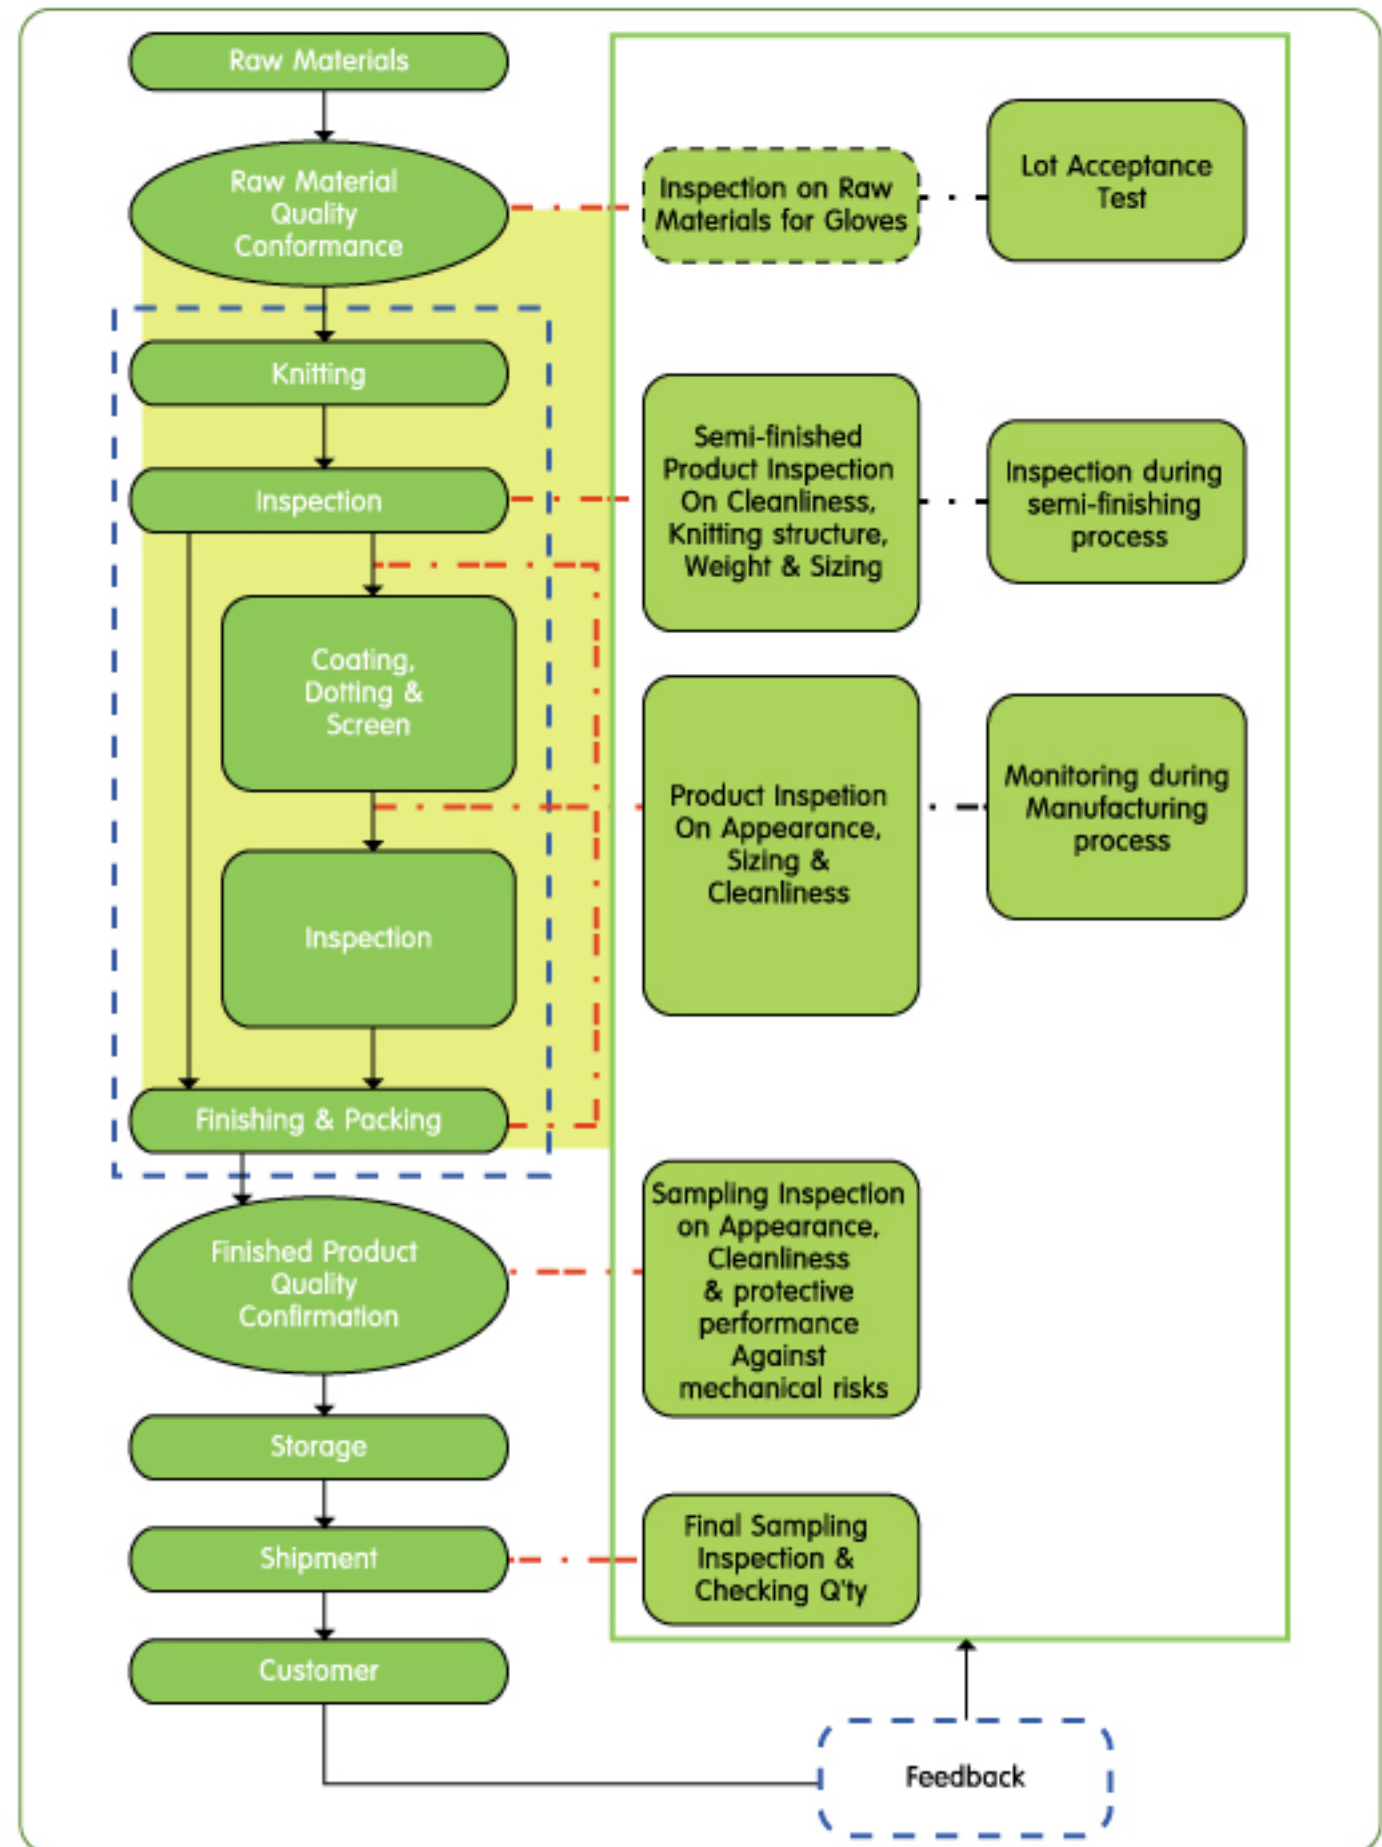 Raw Materials
Raw Material
Quality
Conformance
Inspection on Raw
Materials for Gloves
Lot Acceptance
Test
Knitting
Inspection
Semi-finished
Product Inspection
On Cleanliness,
Knitting structure,
Weight & Sizing
Inspection during
semi-finishing
process
Coating,
Dotting &
Screen
Product Inspetion
On Appearance,
Sizing &
Cleanliness
Monitoring during
Manufacturing
process
Inspection
Finishing & Packing
Finished Product
Quality
Confirmation
Sampling Inspection
on Appearance,
Cleanliness
& protective
performance
Against
mechanical risks
Storage
Shipment
Final Sampling
Inspection &
Checking Q'ty
Customer
Feedback